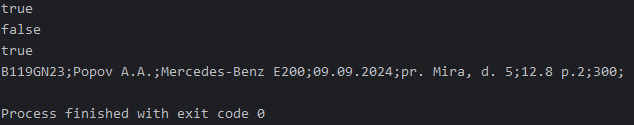 true
false
true
B119GN23;Popov A.A.;Mercedes-Benz E200;09.09.2024;pr. Mira, d. 5;12.8 p.2;300;
Process finished with exit code 0